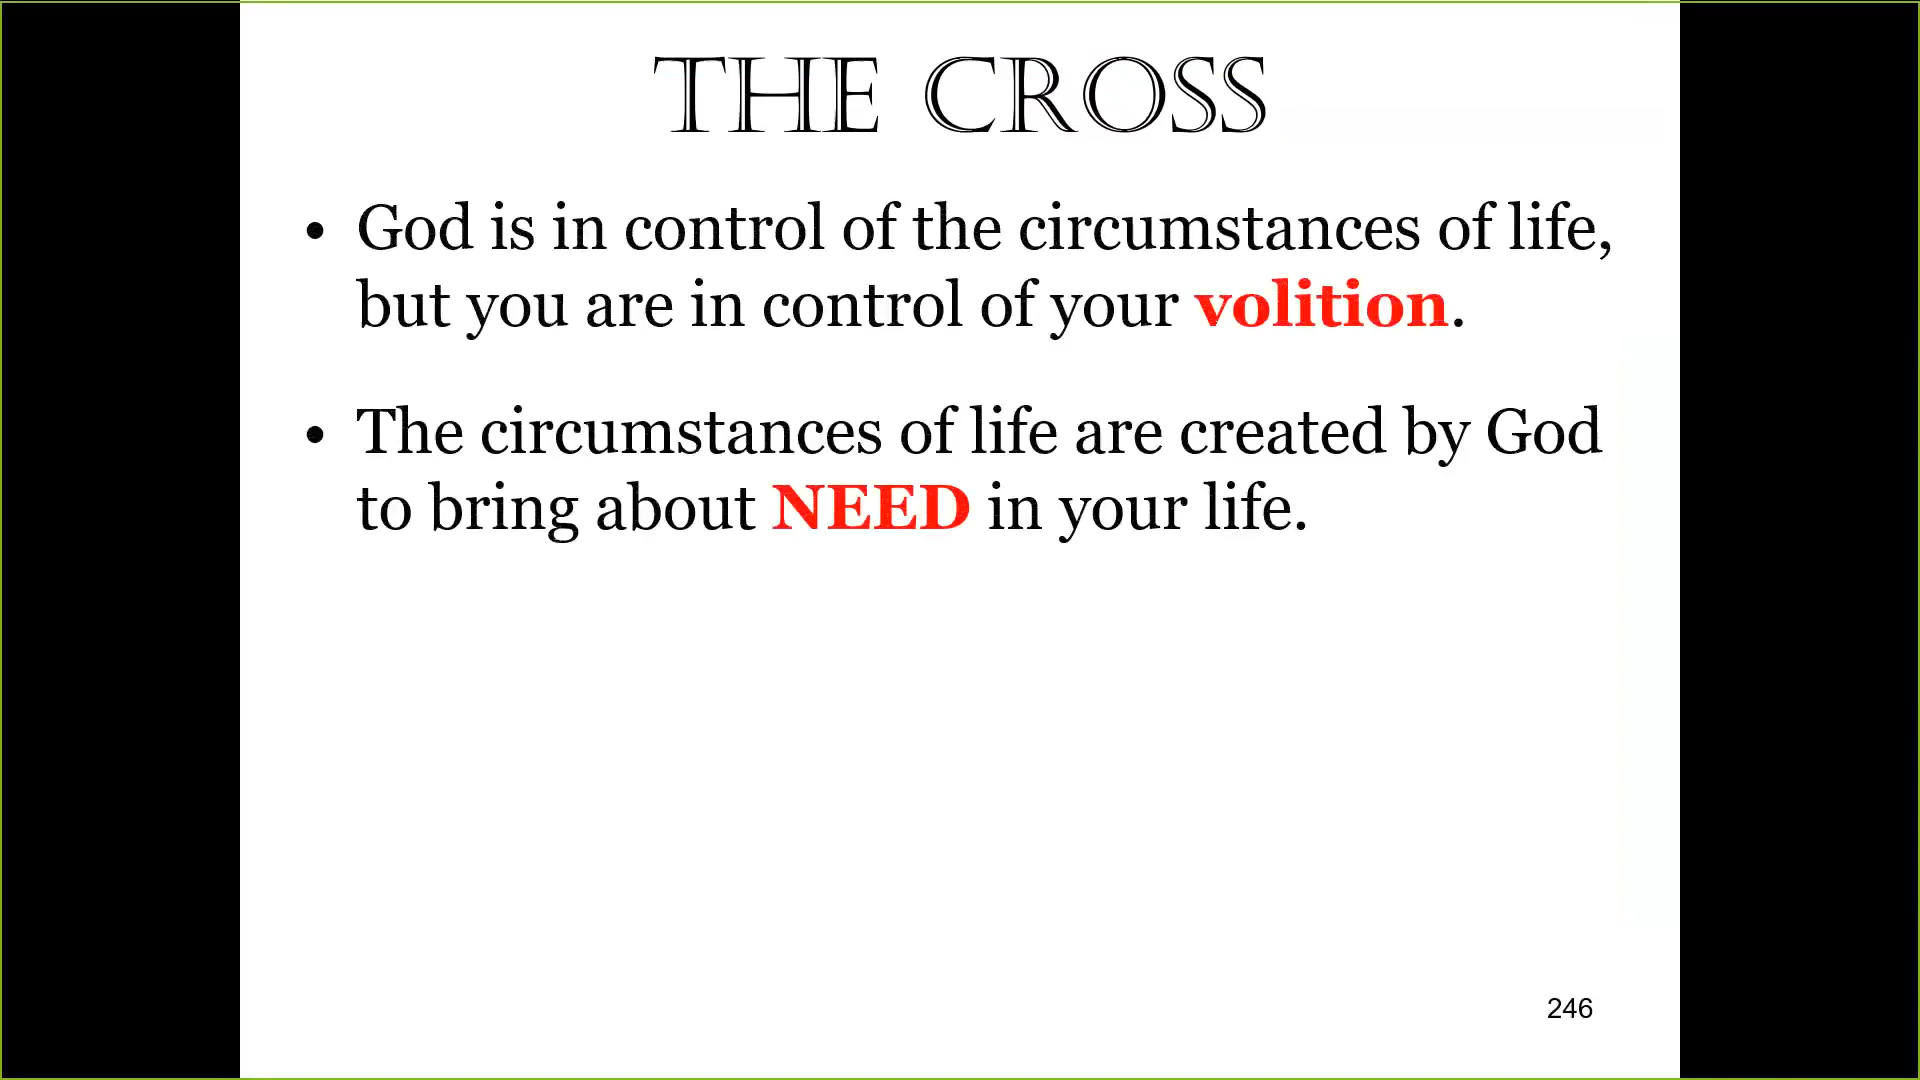 THE CROSS
• God is in control of the circumstances of life,
but you are in control of your volition.
• The circumstances of life are created by God
to bring about NEED in your life.
246